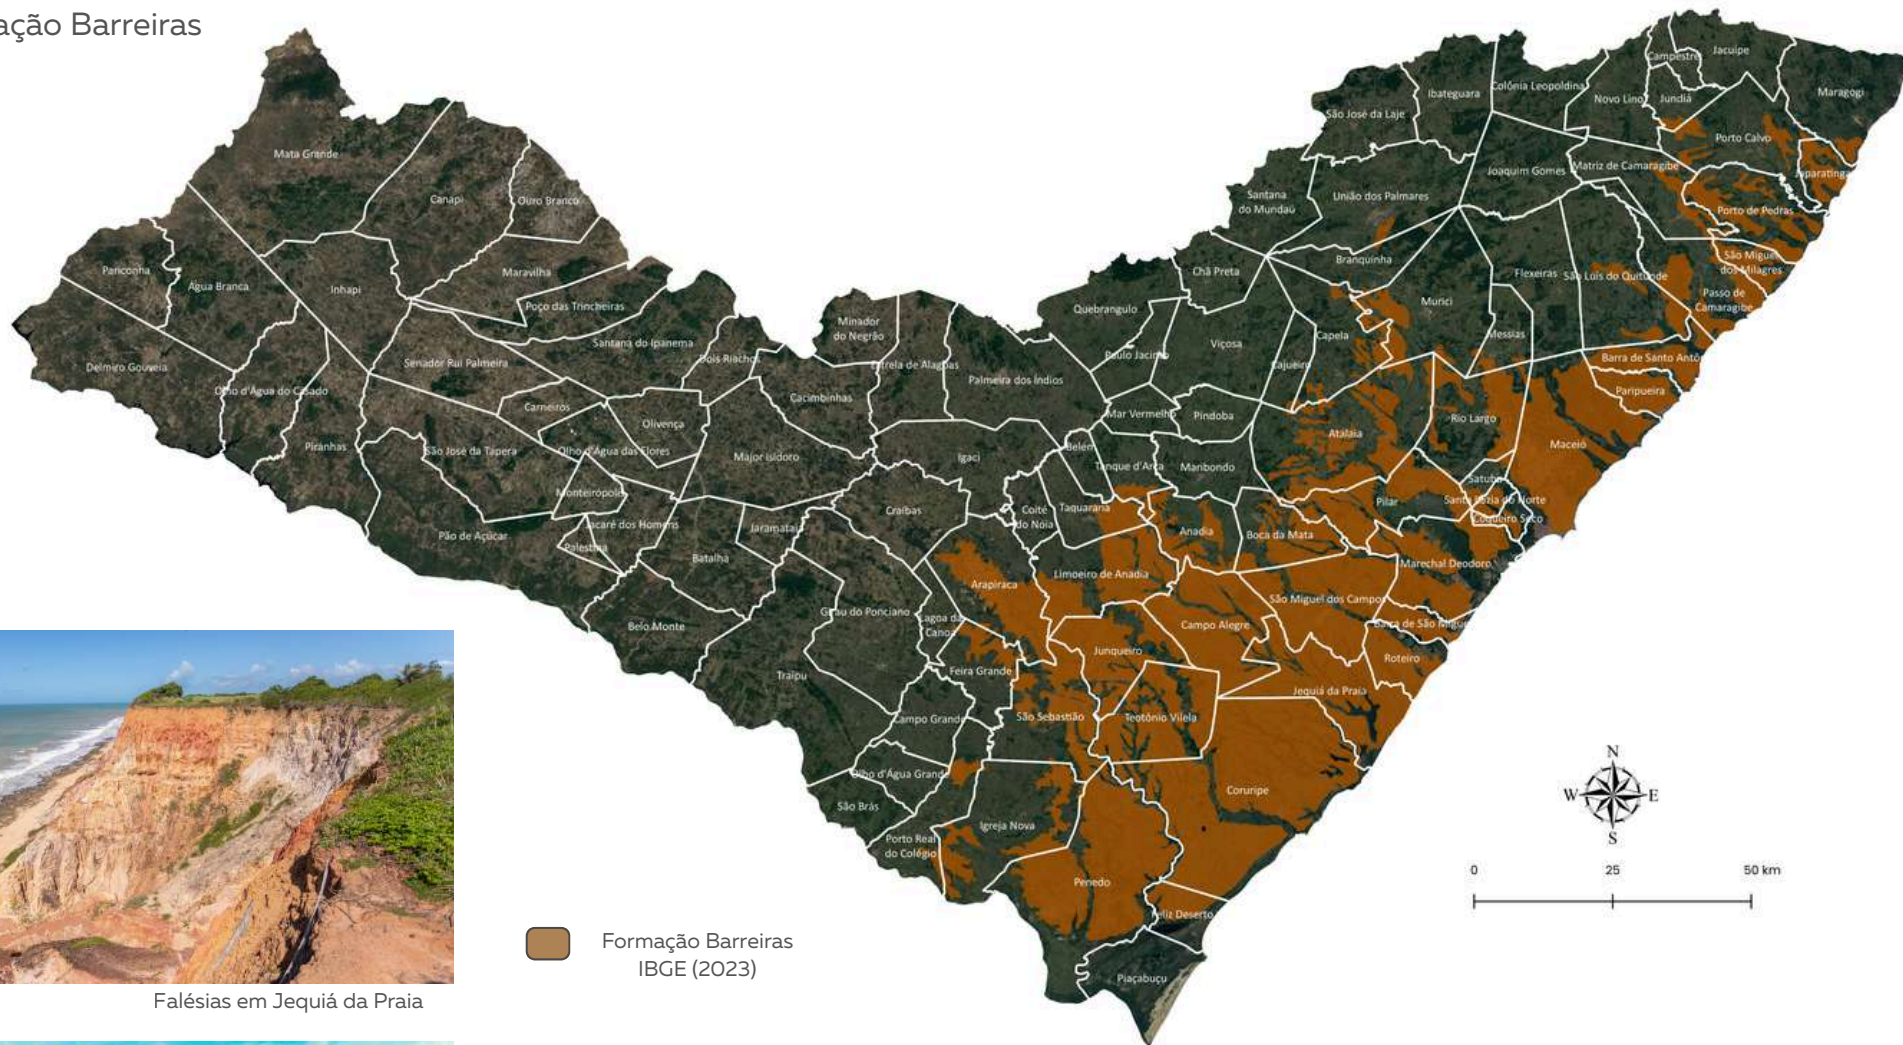 ação Barreiras
Campestre
Jacuipe
Maragogi
Colônia Leopoldina
Ibateguara
Novo Lino
Jundiá
São José da Laje
Porto Calvo
Mata Grande
Joaquim Gomes
Matriz de Camaragibe
Japaratinga
Canapi
Ouro Branco
Santana
do Mundaú
União dos Palmares
Porto de Pedras
Pariconha
Água Branca
Inhapi
Maravilha
Chã Preta
Branquinha
Flexeiras
São Luís do Quitunde
São Miguel
dos Milagres
Poço das Trincheiras
Quebrangulo
Murici
Passo de
Camaragibe
Minador
do Negrão
Santana do Ipanema
Viçosa
Capela
Messias
Delmiro Gouveia
Senador Rui Palmeira
Dois Riachos
Estrela de Alagoas
Paulo Jacinto
Cajueiro
Barra de Santo Antô
Palmeira dos Índios
Olho d'Água do Casado
Cacimbinhas
Paripueira
Carneiros
Olivença
Mar Vermelho
Pindoba
Rio Largo
Atalaia
Maceió
Piranhas
São José da Tapera
Olho d'Água das Flores
Major Isidoro
Igaci
Belém
Tanque d'Arca
Maribondo
Satuba
Monteirópolis
Santa Luzia do Norte
Pilar
Craíbas
Coité
do Noia
Taquarana
Coqueiro Seco
Jacaré dos Homens
Jaramataia
Anadia
Boca da Mata
Pão de Açúcar
Palestina
Batalha
Marechal Deodoro
Arapiraca
Limoeiro de Anadia
São Miguel dos Campos
Girau do Ponciano
Lagoa da
Canoa
Belo Monte
Campo Alegre
Barra de São Miguel
Junqueiro
Roteiro
Feira Grande
Traipu
Jequiá da Praia
Campo Grande
São Sebastião
Teotônio Vilela
Olho d'Água Grande
Coruripe
São Brás
Igreja Nova
Porto Real
do Colégio
Penedo
Feliz Deserto
Piaçabuçu
N
W E
S
0 25 50 km
Formação Barreiras
IBGE (2023)
Falésias em Jequiá da Praia